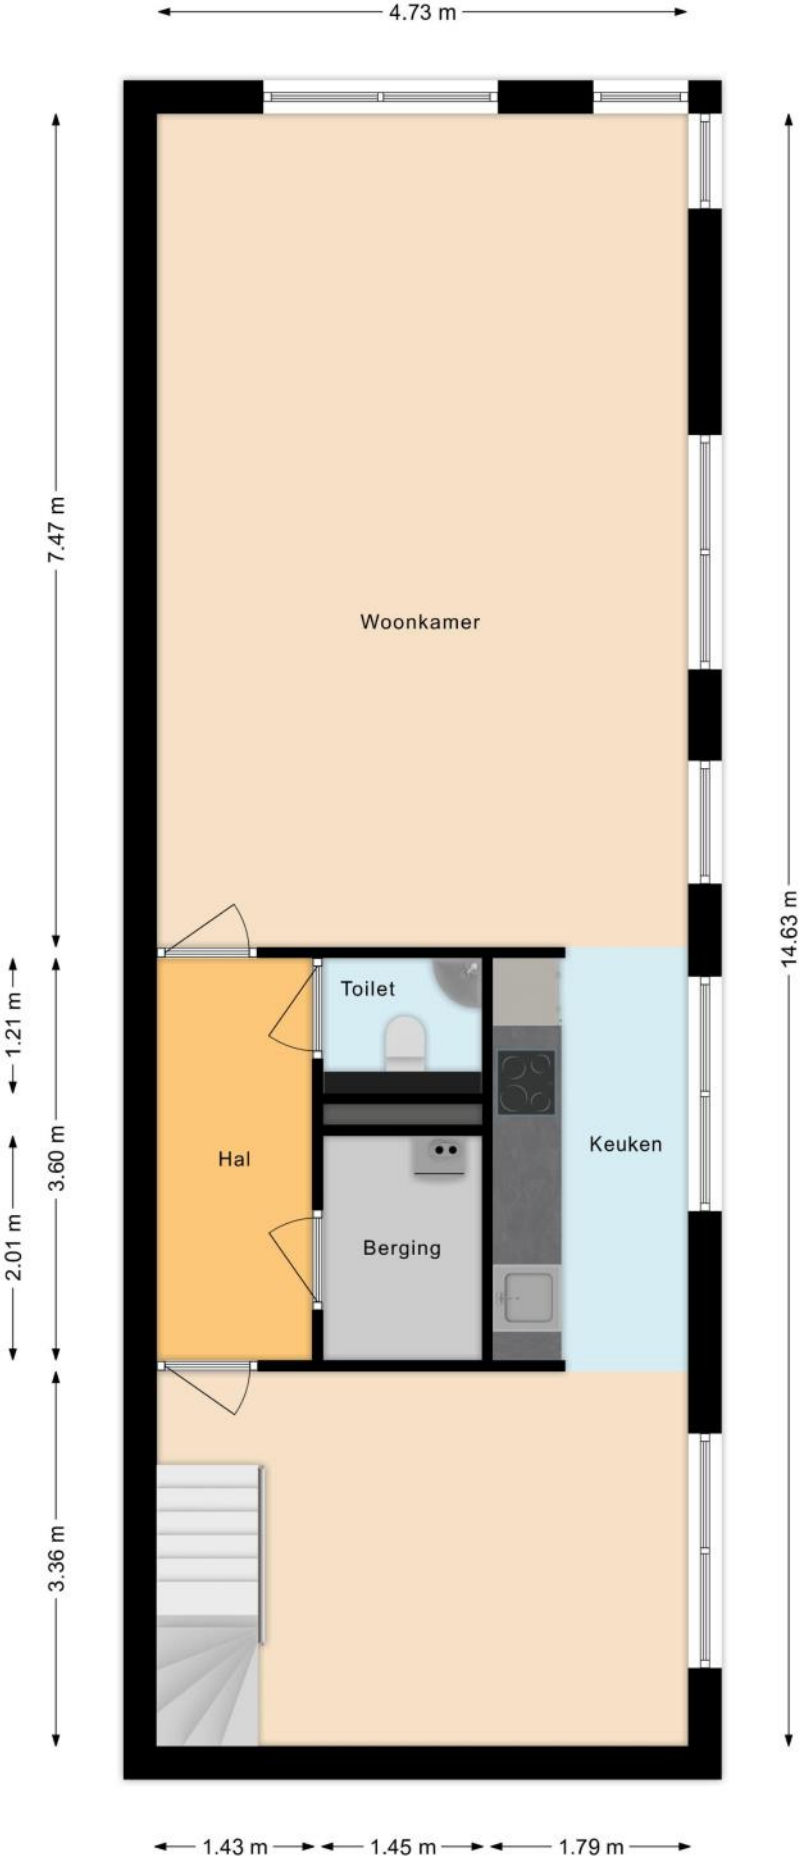 4.73 m
7.47 m
Woonkamer
14.63 m
Toilet
1.21 m
Keuken
3.60 m
Hal
2.01 m
Berging
3.36 m
1.43 m
1.45 m
1.79 m